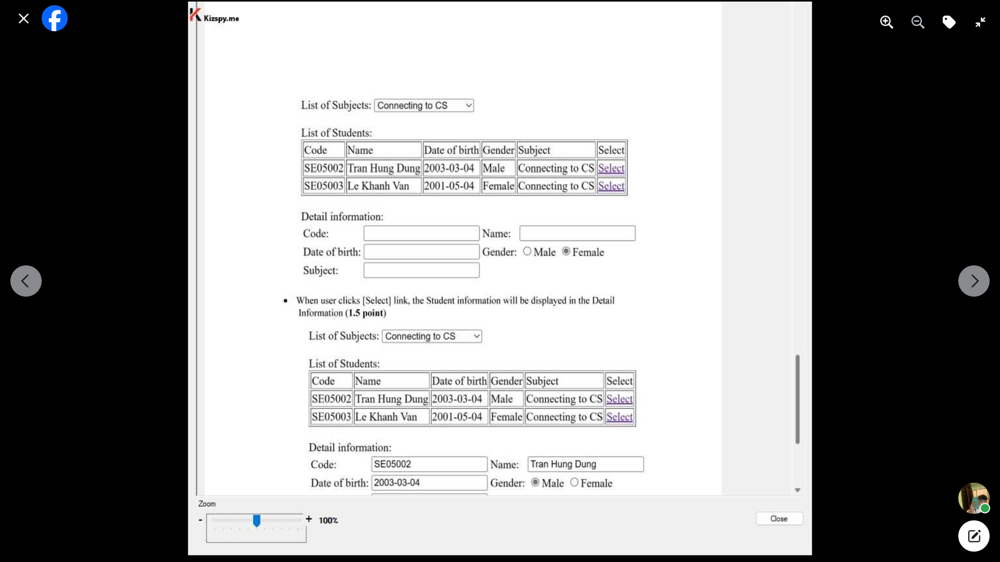 Kizspy.me
List of Subjects: Connecting to CS
List of Students:
Code Name Date of birth Gender Subject Select
SE05002 Tran Hung Dung 2003-03-04 Male Connecting to CS Select
SE05003 Le Khanh Van 2001-05-04 Female Connecting to CS Select
Detail information:
Code: Name:
Date of birth: Gender: Male Female
Subject:
• When user clicks [Select] link, the Student information will be displayed in the Detail
Information (1.5 point)
List of Subjects: Connecting to CS
List of Students:
Code Name Date of birth Gender Subject Select
SE05002 Tran Hung Dung 2003-03-04 Male Connecting to CS Select
SE05003 Le Khanh Van 2001-05-04 Female Connecting to CS Select
Detail information:
Code: SE05002 Name: Tran Hung Dung
Date of birth: 2003-03-04 Gender: Male Female
Zoom
- + 100%
Close